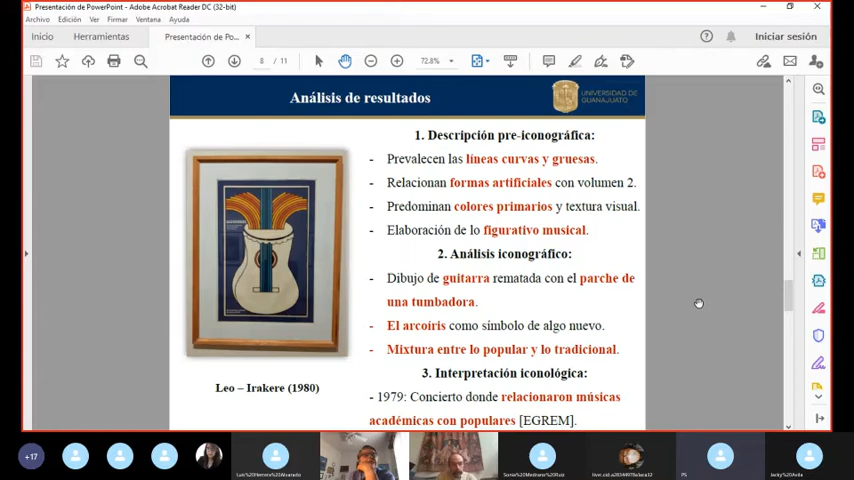 Presentación de PowerPoint - Adobe Acrobat Reader DC (32-bit)
Archivo Edición Ver Firmar Ventana Ayuda
Inicio Herramientas Presentación de Po... × Iniciar sesión
8 / 11 72.8%
Análisis de resultados
UNIVERSIDAD DE
GUANAJUATO
1. Descripción pre-iconográfica:
- Prevalecen las líneas curvas y gruesas.
- Relacionan formas artificiales con volumen 2.
- Predominan colores primarios y textura visual.
- Elaboración de lo figurativo musical.
2. Análisis iconográfico:
- Dibujo de guitarra rematada con el parche de
una tumbadora.
- El arcoíris como símbolo de algo nuevo.
- Mixtura entre lo popular y lo tradicional.
3. Interpretación iconológica:
- 1979: Concierto donde relacionaron músicas
académicas con populares [EGREM].
Leo – Irakere (1980)
+17
PS